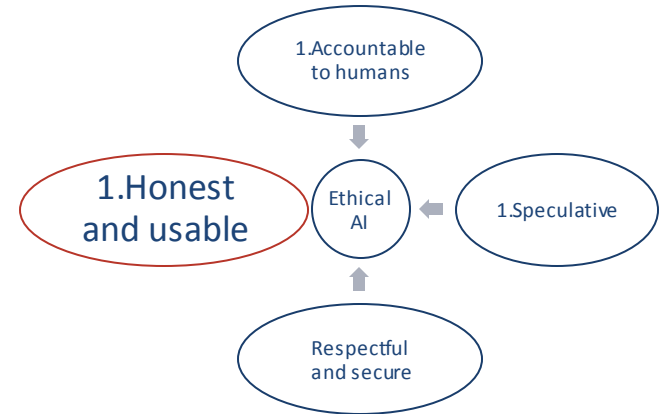 1.Accountable
to humans
1.Honest
and usable
Ethical
AI
1.Speculative
Respectful
and secure